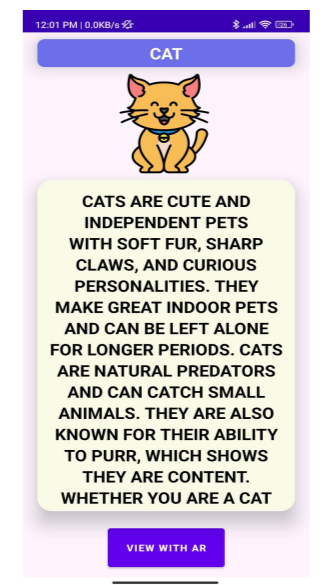 12:01 PM | 0.0KB/s
CAT
CATS ARE CUTE AND
INDEPENDENT PETS
WITH SOFT FUR, SHARP
CLAWS, AND CURIOUS
PERSONALITIES. THEY
MAKE GREAT INDOOR PETS
AND CAN BE LEFT ALONE
FOR LONGER PERIODS. CATS
ARE NATURAL PREDATORS
AND CAN CATCH SMALL
ANIMALS. THEY ARE ALSO
KNOWN FOR THEIR ABILITY
TO PURR, WHICH SHOWS
THEY ARE CONTENT.
WHETHER YOU ARE A CAT
VIEW WITH AR